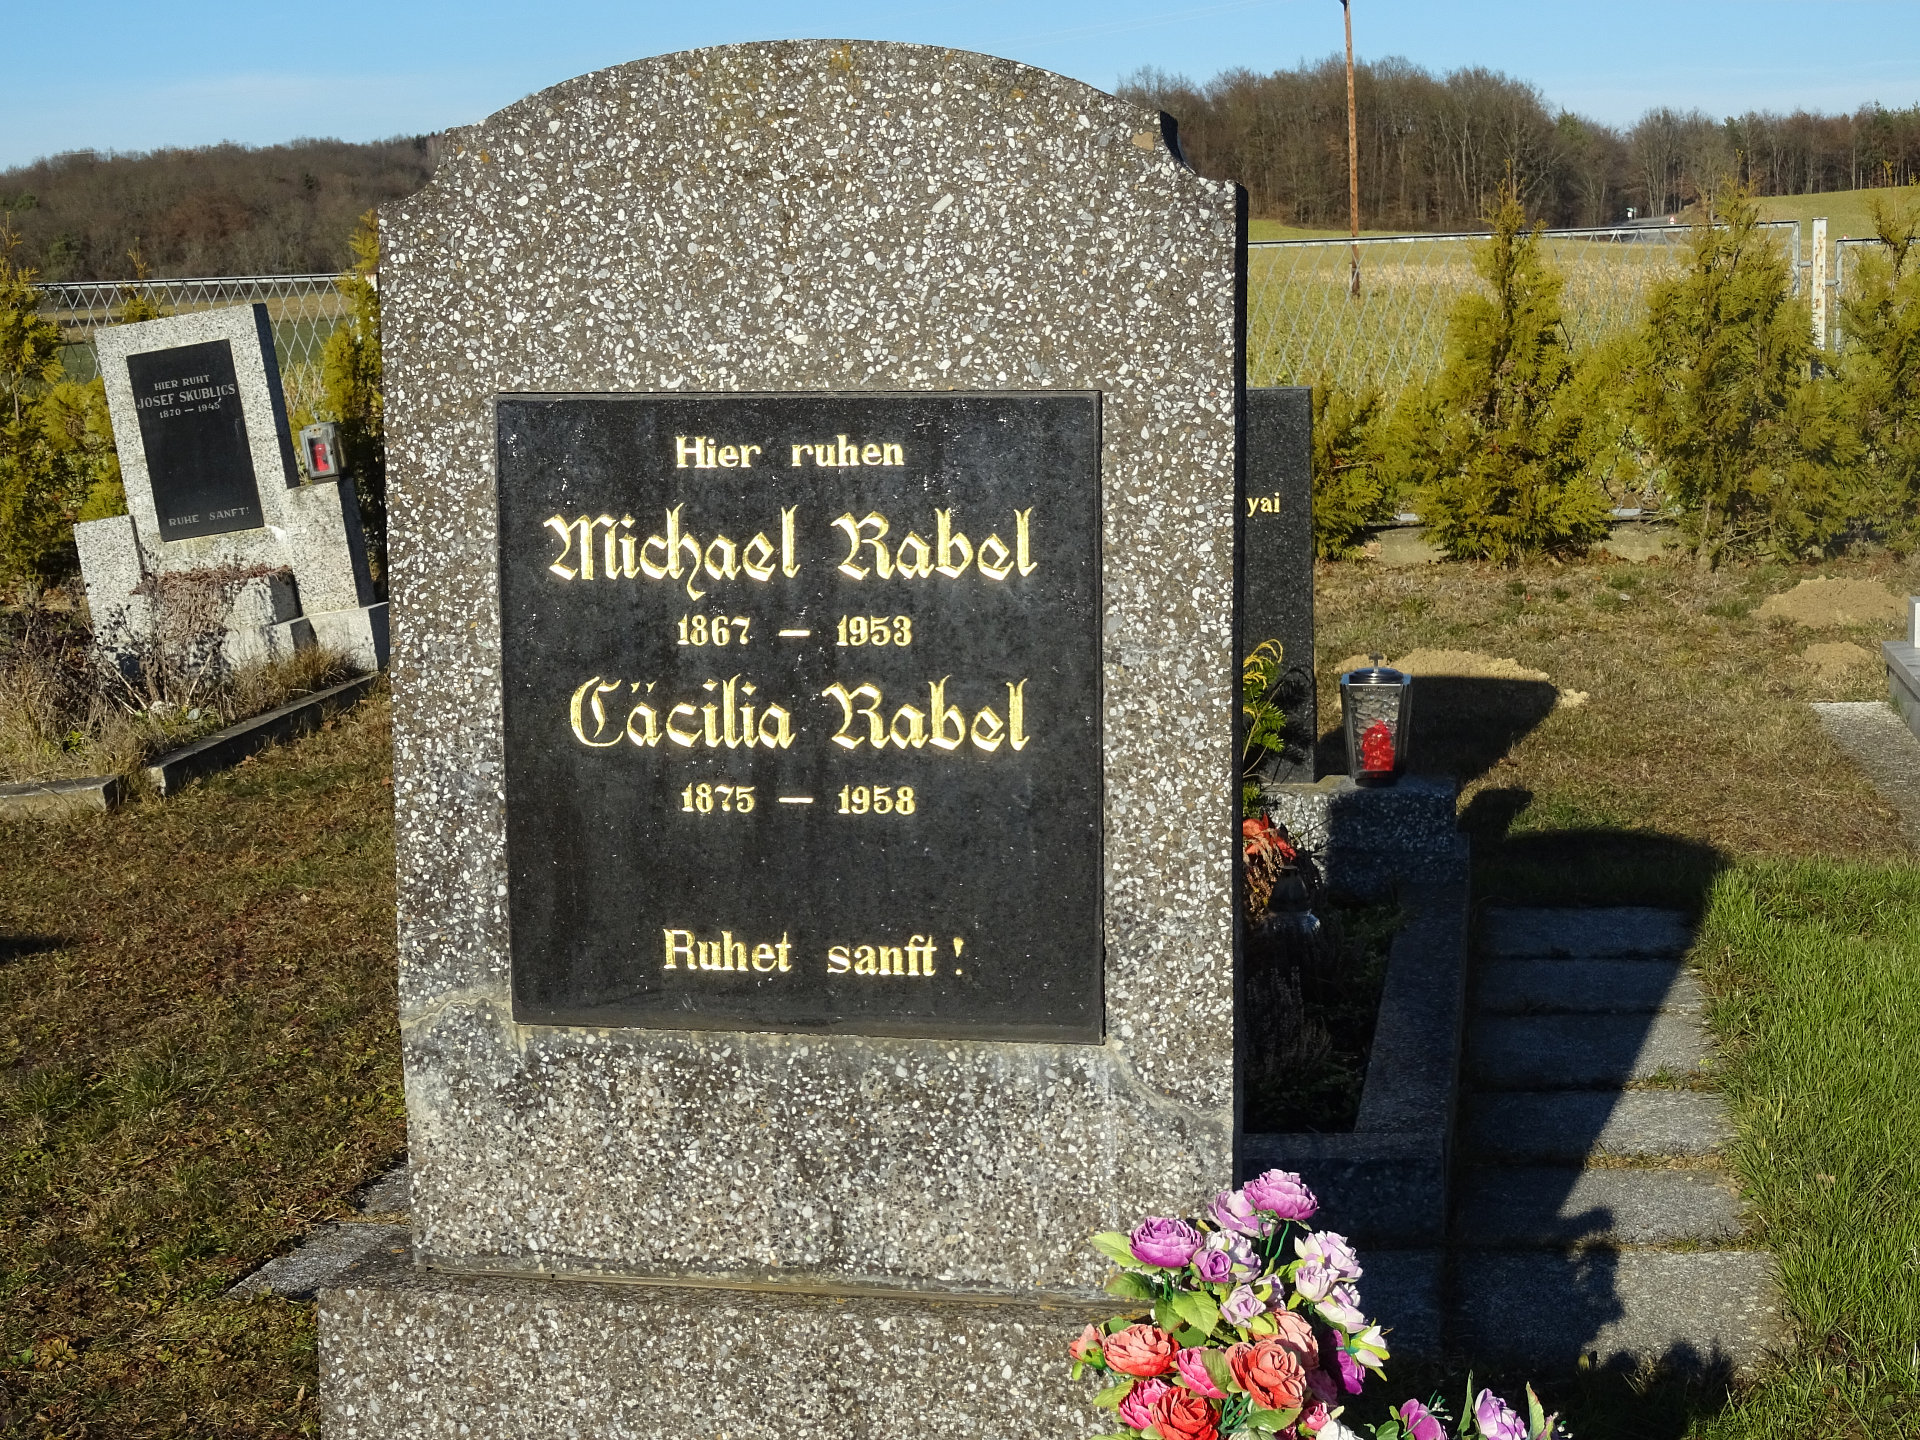 Hier ruhen
Michael Rabel
1867 — 1953
Cäcilia Rabel
1875 — 1958
Ruhet sanft!
HIER RUHT
JOSEF SKUBLICS
1870 — 1945
RUHE SANFT!
yai